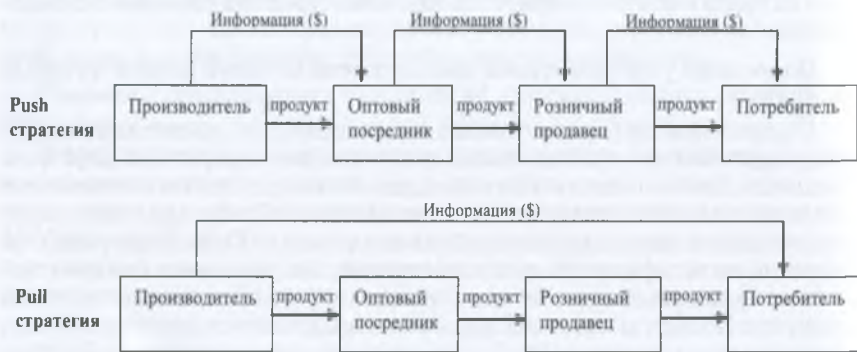 Информация ($) Информация ($) Информация ($)
Push
стратегия
Производитель продукт Оптовый
посредник
продукт Розничный
продавец
продукт Потребитель
Информация ($)
Pull
стратегия
Производитель продукт Оптовый
посредник
продукт Розничный
продавец
продукт Потребитель